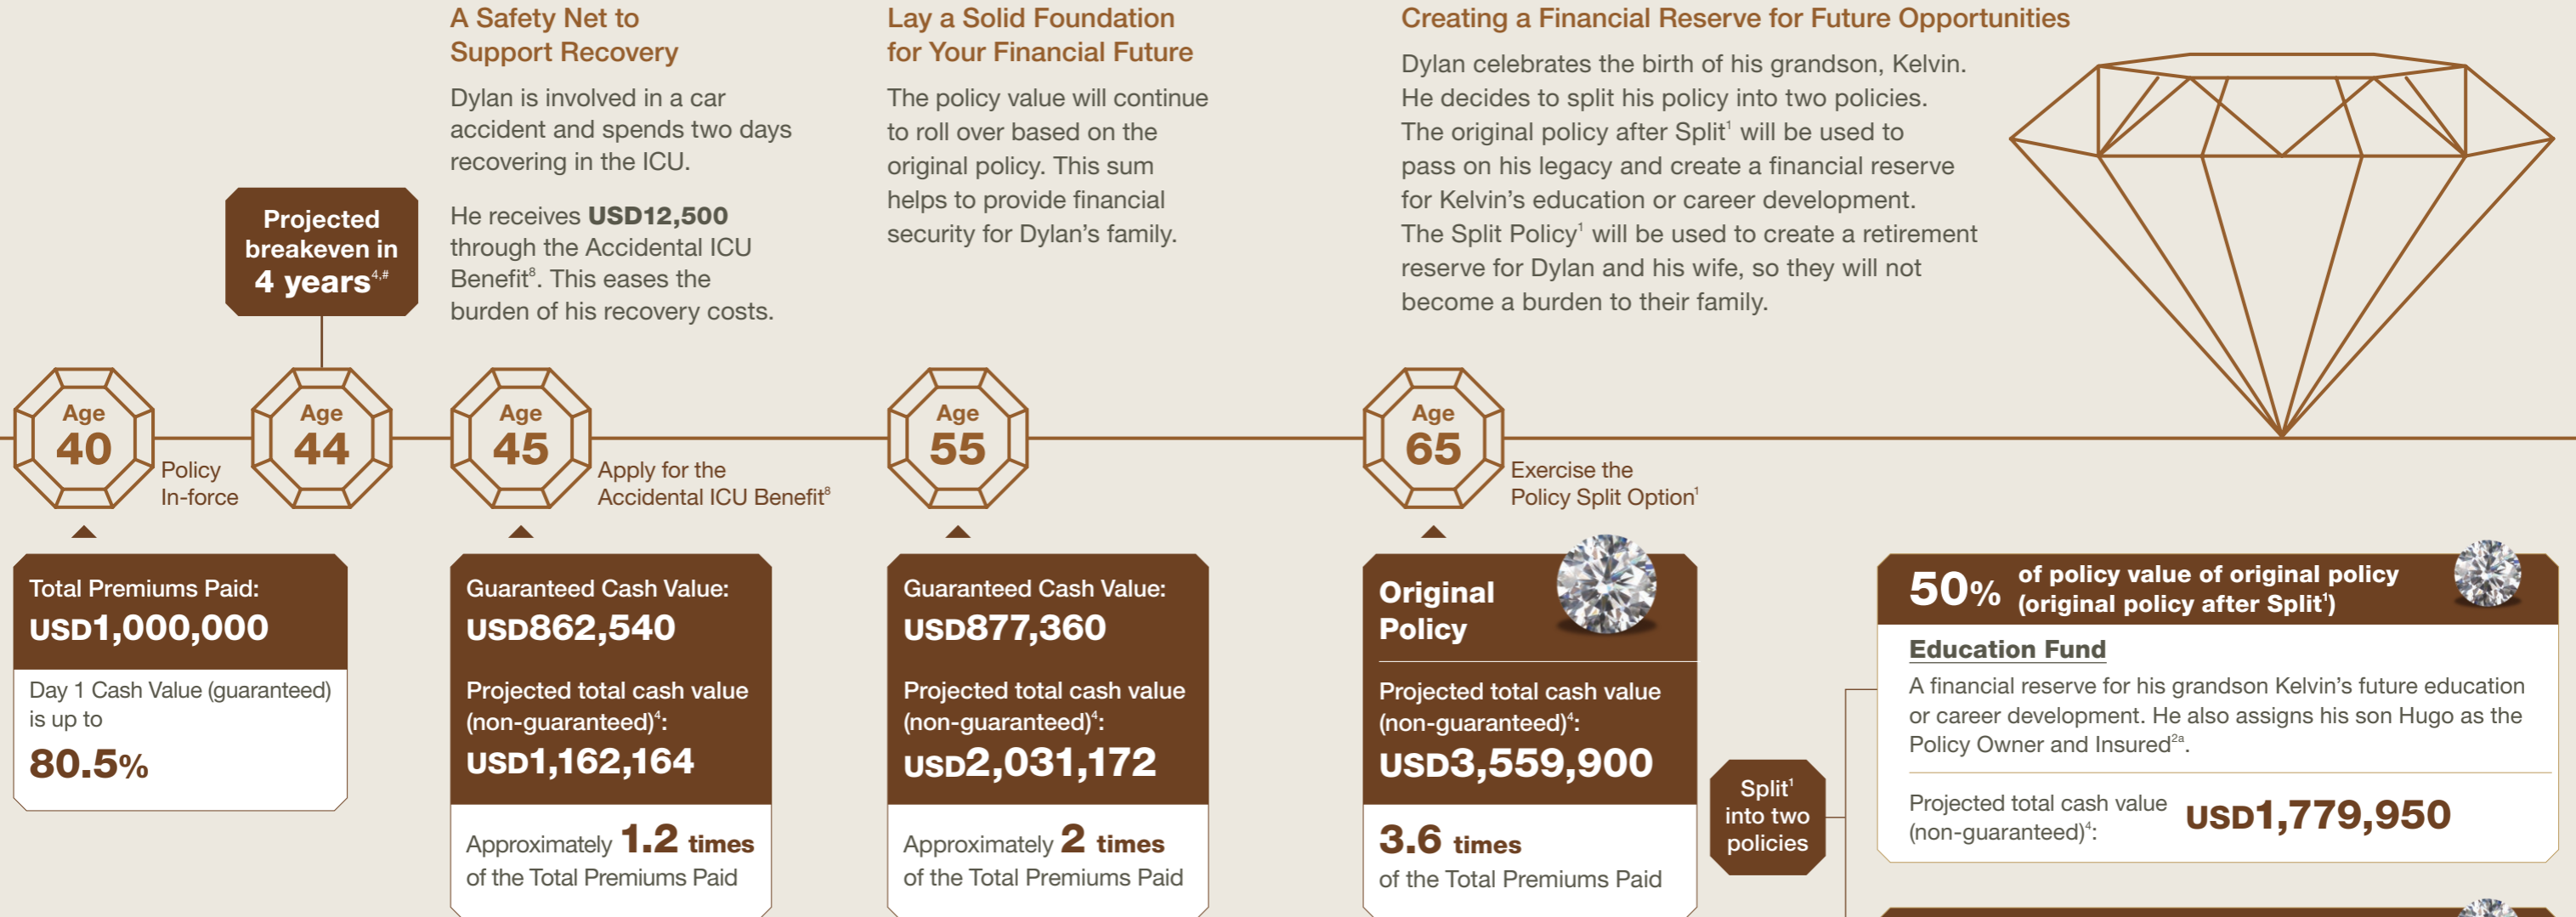 A Safety Net to
Support Recovery
Dylan is involved in a car
accident and spends two days
recovering in the ICU.
He receives USD12,500
through the Accidental ICU
Benefit⁸. This eases the
burden of his recovery costs.
Lay a Solid Foundation
for Your Financial Future
The policy value will continue
to roll over based on the
original policy. This sum
helps to provide financial
security for Dylan’s family.
Creating a Financial Reserve for Future Opportunities
Dylan celebrates the birth of his grandson, Kelvin.
He decides to split his policy into two policies.
The original policy after Split¹ will be used to
pass on his legacy and create a financial reserve
for Kelvin’s education or career development.
The Split Policy¹ will be used to create a retirement
reserve for Dylan and his wife, so they will not
become a burden to their family.
Projected
breakeven in
4 years⁴,#
Age
40
Policy
In-force
Age
44
Age
45
Apply for the
Accidental ICU Benefit⁸
Age
55
Age
65
Exercise the
Policy Split Option¹
Total Premiums Paid:
USD1,000,000
Day 1 Cash Value (guaranteed)
is up to
80.5%
Guaranteed Cash Value:
USD862,540
Projected total cash value
(non-guaranteed)⁴:
USD1,162,164
Approximately 1.2 times
of the Total Premiums Paid
Guaranteed Cash Value:
USD877,360
Projected total cash value
(non-guaranteed)⁴:
USD2,031,172
Approximately 2 times
of the Total Premiums Paid
Original
Policy
Projected total cash value
(non-guaranteed)⁴:
USD3,559,900
3.6 times
of the Total Premiums Paid
Split¹
into two
policies
50% of policy value of original policy
(original policy after Split¹)
Education Fund
A financial reserve for his grandson Kelvin’s future education
or career development. He also assigns his son Hugo as the
Policy Owner and Insured²ᵃ.
Projected total cash value
(non-guaranteed)⁴: USD1,779,950